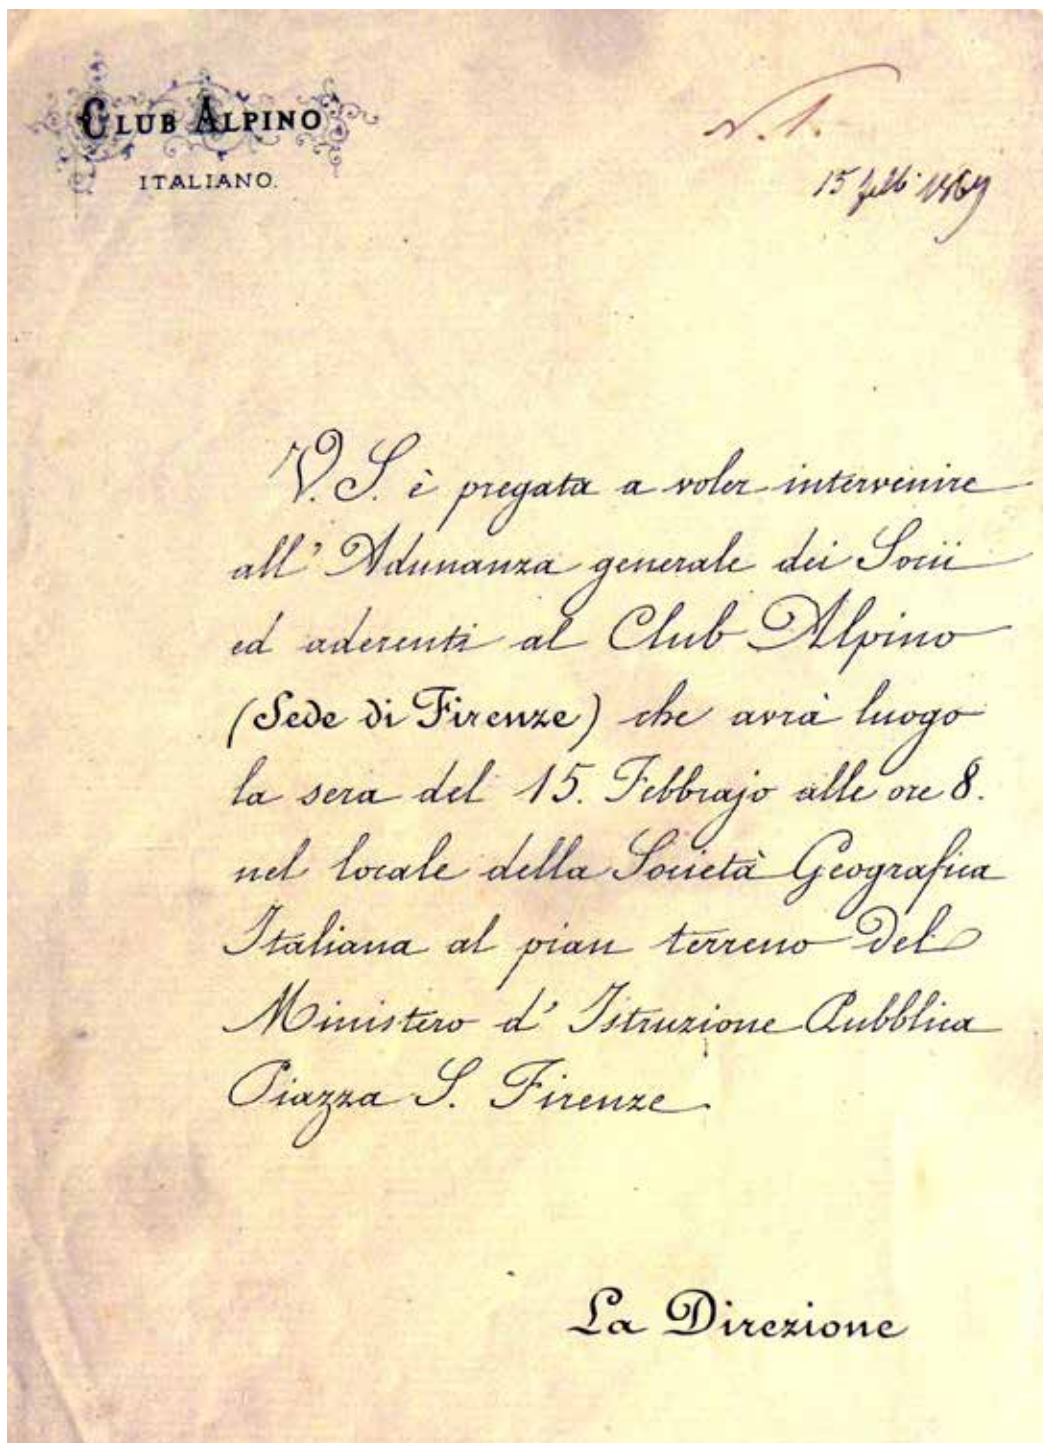 CLUB ALPINO
ITALIANO.
N. 1.
15 febb. 1869
V. S. è pregata a voler intervenire
all' Adunanza generale dei Socii
ed aderenti al Club Alpino
(Sede di Firenze) che avrà luogo
la sera del 15. Febbrajo alle ore 8.
nel locale della Società Geografica
Italiana al pian terreno del
Ministero d' Istruzione Pubblica
Piazza S. Firenze.
La Direzione